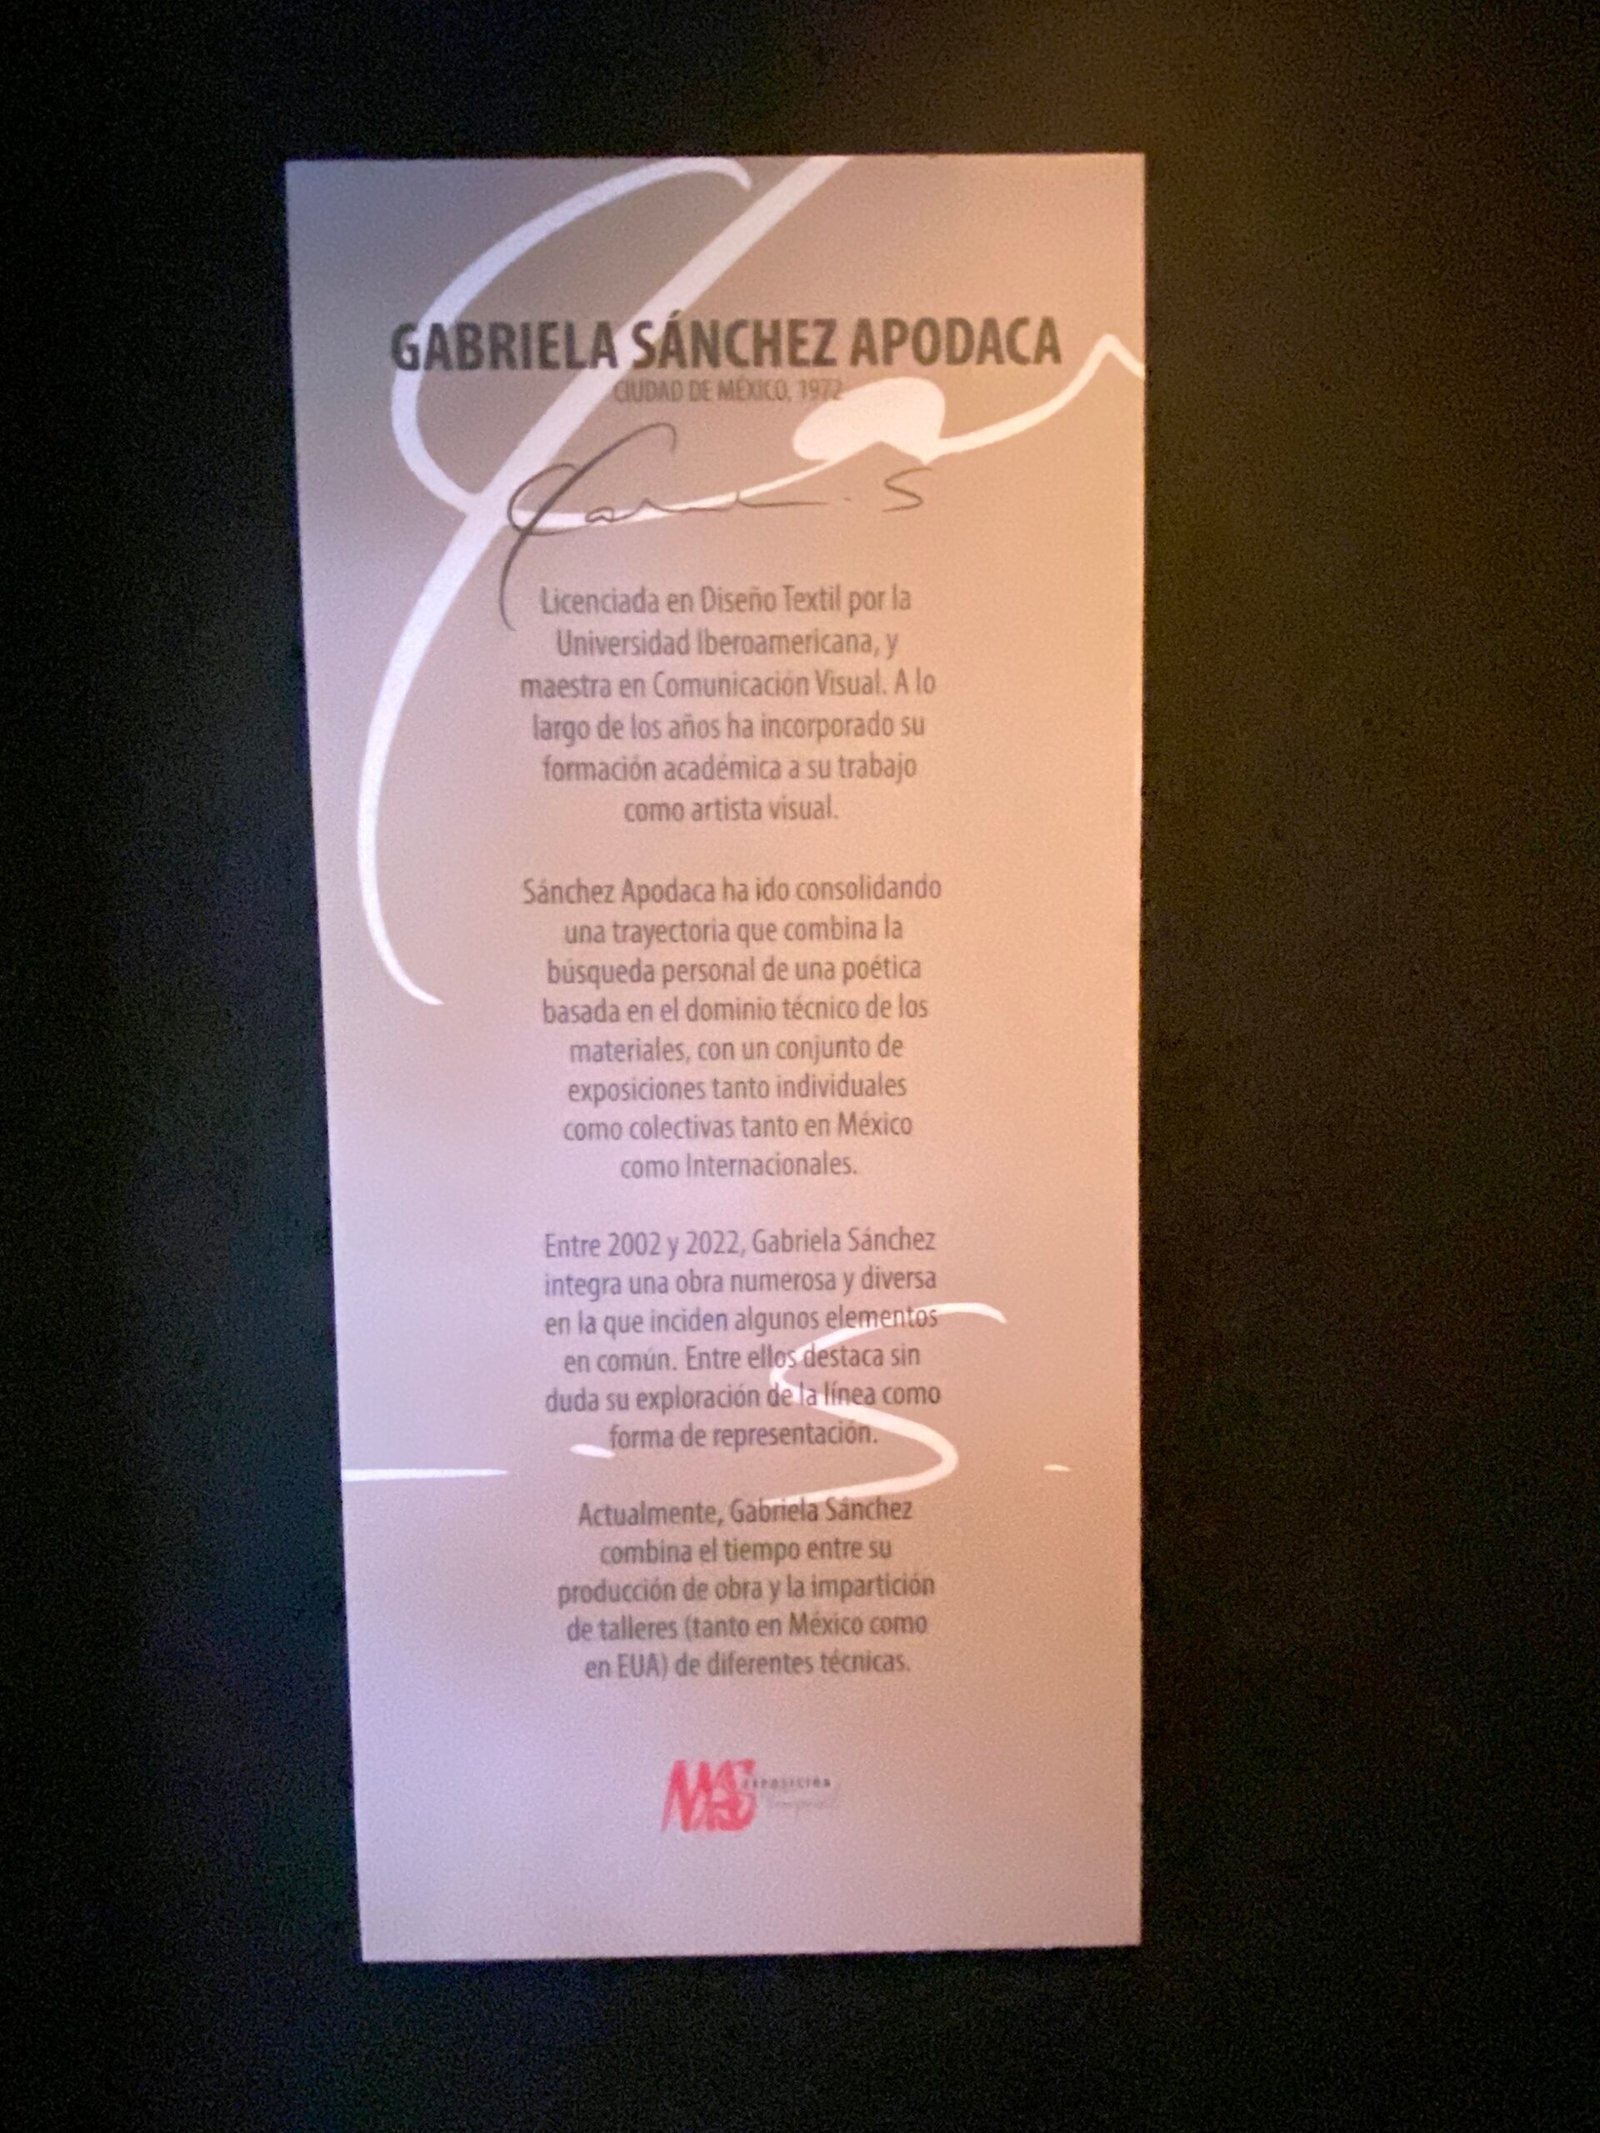 GABRIELA SÁNCHEZ APODACA
CIUDAD DE MÉXICO, 1972
Licenciada en Diseño Textil por la
Universidad Iberoamericana, y
maestra en Comunicación Visual. A lo
largo de los años ha incorporado su
formación académica a su trabajo
como artista visual.
Sánchez Apodaca ha ido consolidando
una trayectoria que combina la
búsqueda personal de una poética
basada en el dominio técnico de los
materiales, con un conjunto de
exposiciones tanto individuales
como colectivas tanto en México
como Internacionales.
Entre 2002 y 2022, Gabriela Sánchez
integra una obra numerosa y diversa
en la que inciden algunos elementos
en común. Entre ellos destaca sin
duda su exploración de la línea como
forma de representación.
Actualmente, Gabriela Sánchez
combina el tiempo entre su
producción de obra y la impartición
de talleres (tanto en México como
en EUA) de diferentes técnicas.
EXPOSICIÓN